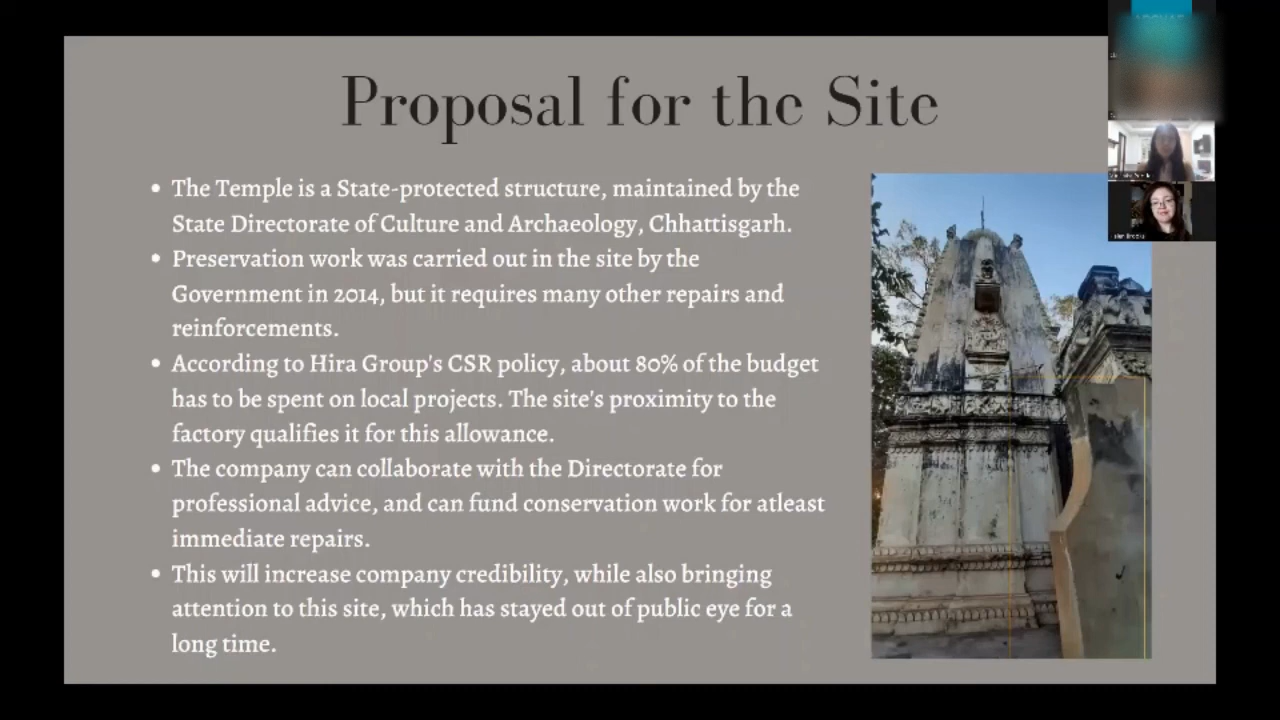 Proposal for the Site
• The Temple is a State-protected structure, maintained by the
State Directorate of Culture and Archaeology, Chhattisgarh.
• Preservation work was carried out in the site by the
Government in 2014, but it requires many other repairs and
reinforcements.
• According to Hira Group's CSR policy, about 80% of the budget
has to be spent on local projects. The site's proximity to the
factory qualifies it for this allowance.
• The company can collaborate with the Directorate for
professional advice, and can fund conservation work for atleast
immediate repairs.
• This will increase company credibility, while also bringing
attention to this site, which has stayed out of public eye for a
long time.